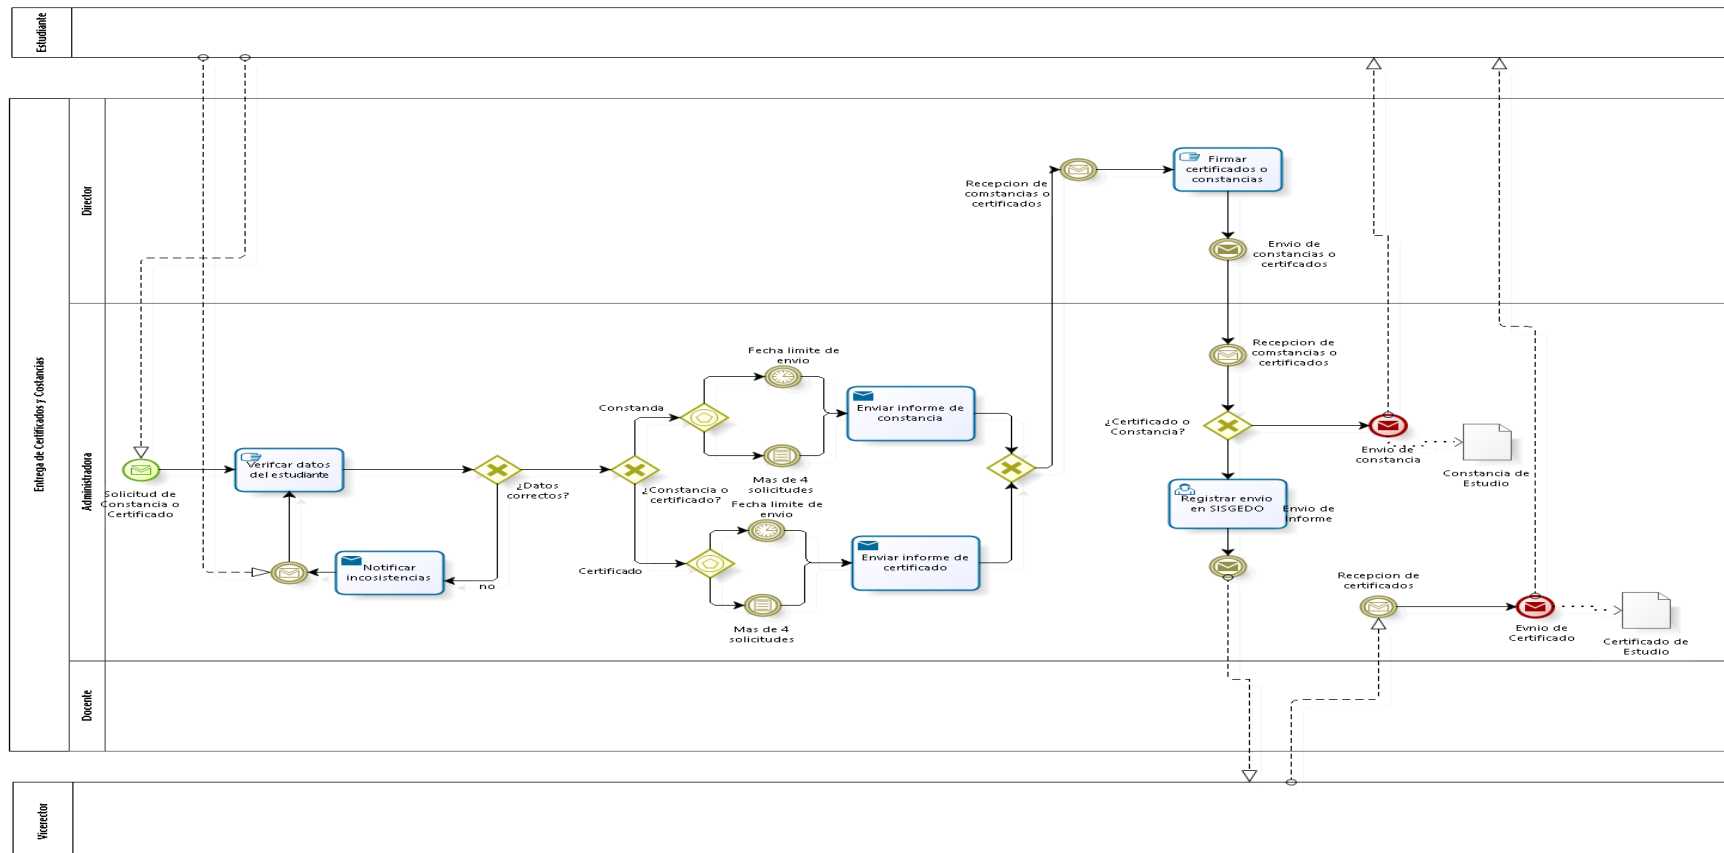 Estudiante
Entrega de Certificados y Costancias
Director
Recepcion de
comstancias o
certificados
Firmar
certificados o
constancias
Envio de
constancias o
certifcados
Administradora
Solicitud de
Constancia o
Certificado
Verifcar datos
del estudiante
Notificar
incosistencias
¿Datos
correctos?
no
¿Constancia o
certificado?
Constanda
Certificado
Fecha limite de
envio
Mas de 4
solicitudes
Fecha limite de
envio
Mas de 4
solicitudes
Enviar informe de
constancia
Enviar informe de
certificado
Recepcion de
comstancias o
certificados
¿Certificado o
Constancia?
Envio de
constancia
Constancia de
Estudio
Registrar envio
en SISGEDO
Envio de
Informe
Recepcion de
certificados
Evnio de
Certificado
Certificado de
Estudio
Docente
Vicerector